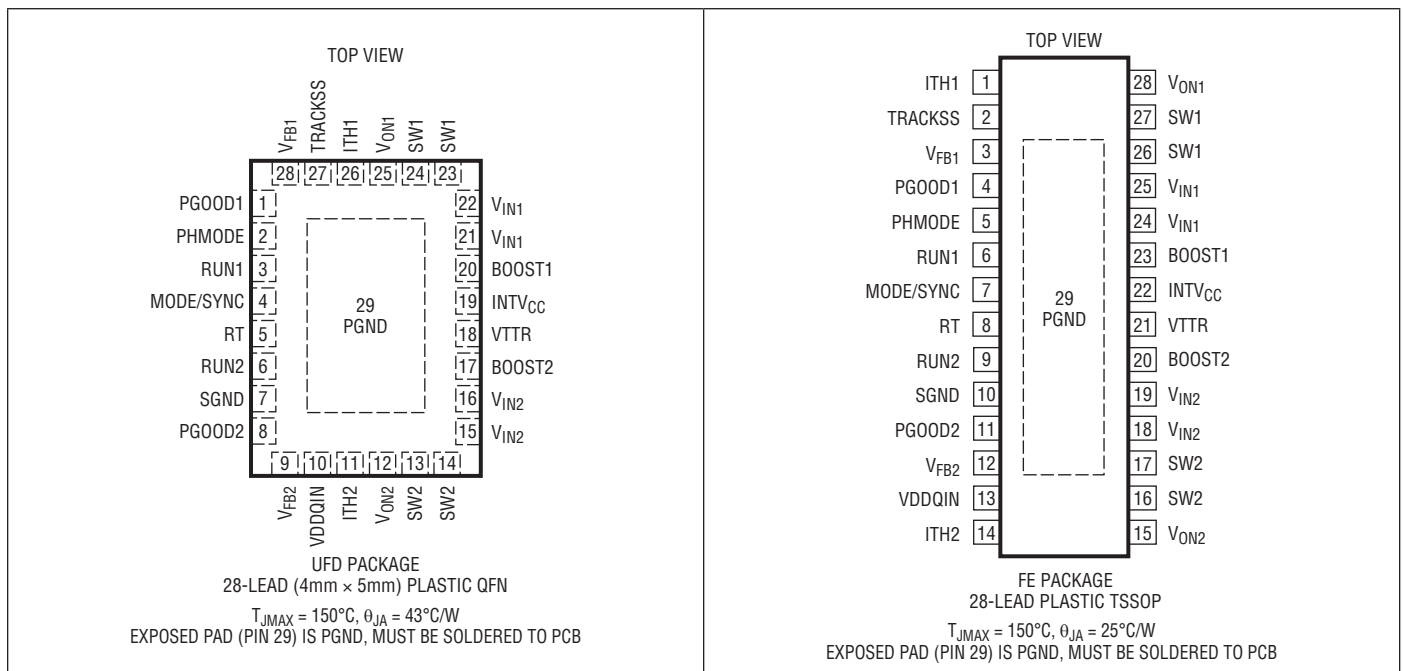 TOP VIEW
VFB1
TRACKSS
ITH1
VON1
SW1
SW1
28 27 26 25 24 23
PGOOD1 1
PHMODE 2
RUN1 3
MODE/SYNC 4
RT 5
RUN2 6
SGND 7
PGOOD2 8
29
PGND
22 VIN1
21 VIN1
20 BOOST1
19 INTVCC
18 VTTR
17 BOOST2
16 VIN2
15 VIN2
9 10 11 12 13 14
VFB2
VDDQIN
ITH2
VON2
SW2
SW2
UFD PACKAGE
28-LEAD (4mm × 5mm) PLASTIC QFN
TJMAX = 150°C, θJA = 43°C/W
EXPOSED PAD (PIN 29) IS PGND, MUST BE SOLDERED TO PCB
TOP VIEW
ITH1 1
TRACKSS 2
VFB1 3
PGOOD1 4
PHMODE 5
RUN1 6
MODE/SYNC 7
RT 8
RUN2 9
SGND 10
PGOOD2 11
VFB2 12
VDDQIN 13
ITH2 14
29
PGND
28 VON1
27 SW1
26 SW1
25 VIN1
24 VIN1
23 BOOST1
22 INTVCC
21 VTTR
20 BOOST2
19 VIN2
18 VIN2
17 SW2
16 SW2
15 VON2
FE PACKAGE
28-LEAD PLASTIC TSSOP
TJMAX = 150°C, θJA = 25°C/W
EXPOSED PAD (PIN 29) IS PGND, MUST BE SOLDERED TO PCB